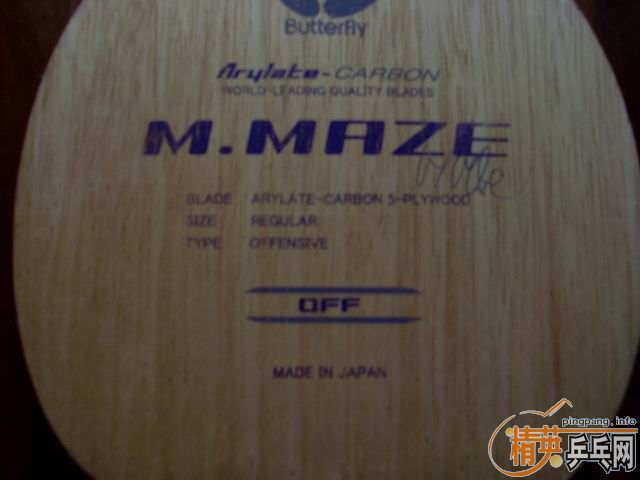 Butterfly
Arylate-CARBON
WORLD-LEADING QUALITY BLADES
M.MAZE
BLADE ARYLATE-CARBON 5-PLYWOOD
SIZE REGULAR
TYPE OFFENSIVE
OFF
MADE IN JAPAN
pingpang.info
精英乒乓网